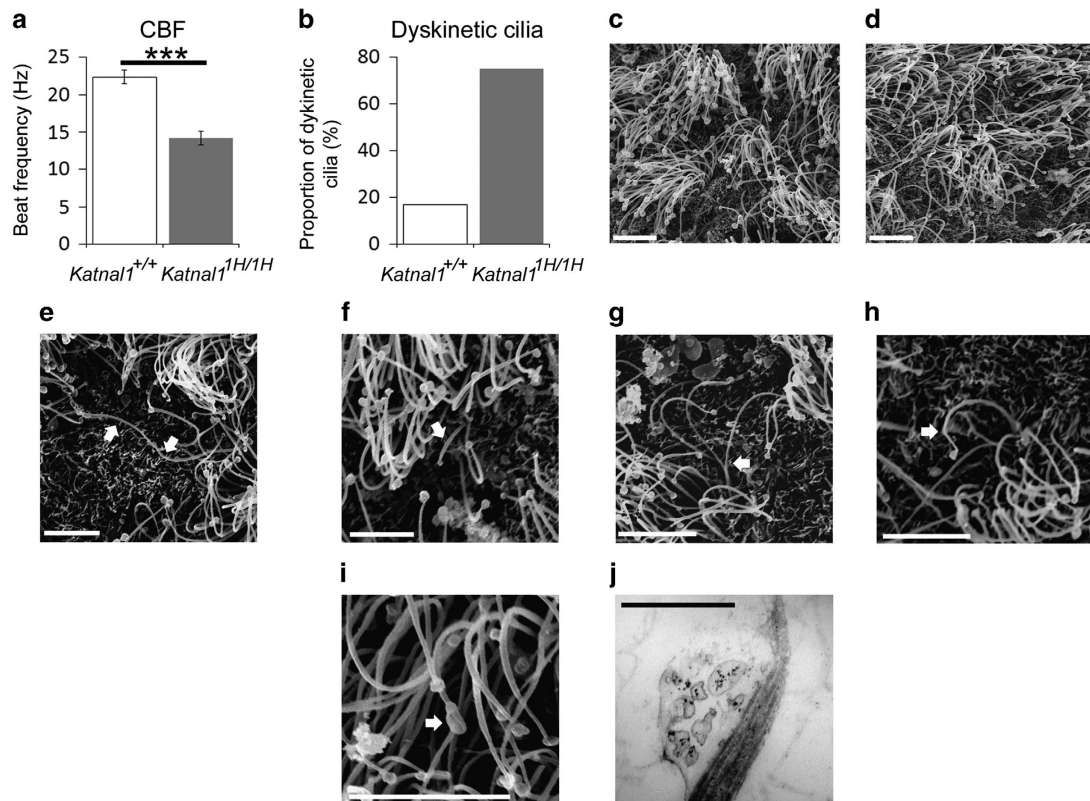 a
CBF
***
Beat frequency (Hz)
25
20
15
10
5
0
Katnal1+/+ Katnal11H/1H
b
Dyskinetic cilia
Proportion of dykinetic
cilia (%)
80
60
40
20
0
Katnal1+/+ Katnal11H/1H
c
d
e
f
g
h
i
j